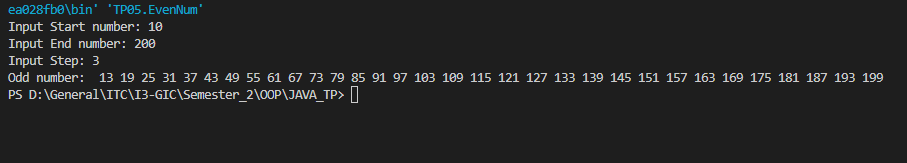 ea028fb0\bin' 'TP05.EvenNum'
Input Start number: 10
Input End number: 200
Input Step: 3
Odd number:  13 19 25 31 37 43 49 55 61 67 73 79 85 91 97 103 109 115 121 127 133 139 145 151 157 163 169 175 181 187 193 199
PS D:\General\ITC\I3-GIC\Semester_2\OOP\JAVA_TP>